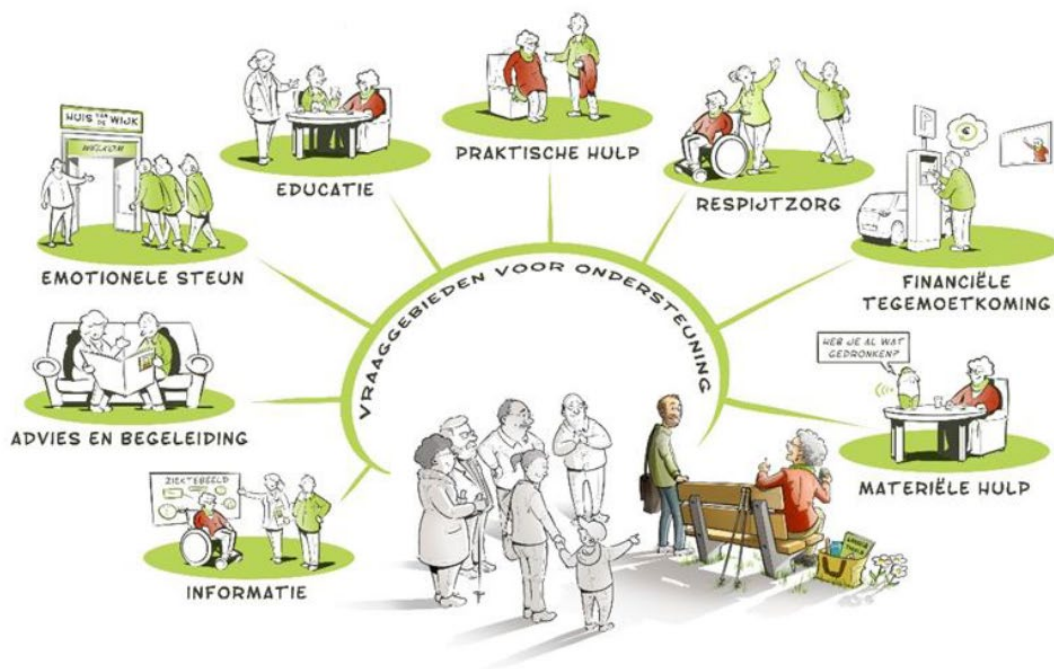 HUIS VAN DE WIJK
WELKOM
EMOTIONELE STEUN
EDUCATIE
PRAKTISCHE HULP
RESPIJTZORG
P
€
FINANCIËLE
TEGEMOETKOMING
HEB JE AL WAT
GEDRONKEN?
MATERIËLE HULP
ADVIES EN BEGELEIDING
ZIEKTEBEELD
INFORMATIE
VRAAGGEBIEDEN VOOR ONDERSTEUNING